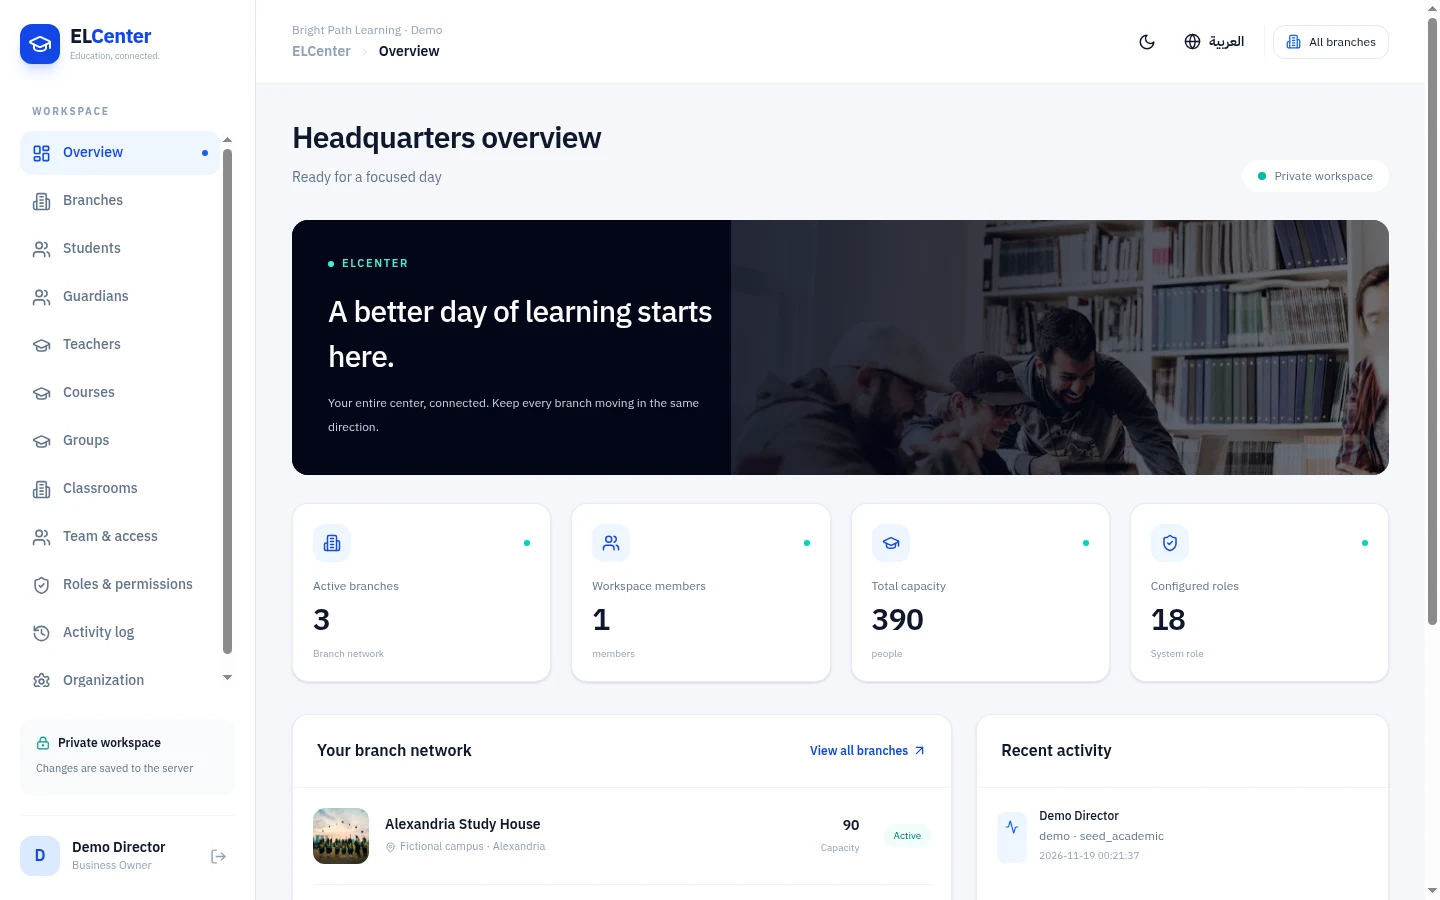 ELCenter
Education, connected.
WORKSPACE
Overview
Branches
Students
Guardians
Teachers
Courses
Groups
Classrooms
Team & access
Roles & permissions
Activity log
Organization
Private workspace
Changes are saved to the server
D
Demo Director
Business Owner
Bright Path Learning · Demo
ELCenter
Overview
العربية
All branches
Headquarters overview
Ready for a focused day
Private workspace
ELCENTER
A better day of learning starts
here.
Your entire center, connected. Keep every branch moving in the same
direction.
Active branches
3
Branch network
Workspace members
1
members
Total capacity
390
people
Configured roles
18
System role
Your branch network
View all branches
Alexandria Study House
Fictional campus · Alexandria
90
Capacity
Active
Recent activity
Demo Director
demo · seed_academic
2026-11-19 00:21:37